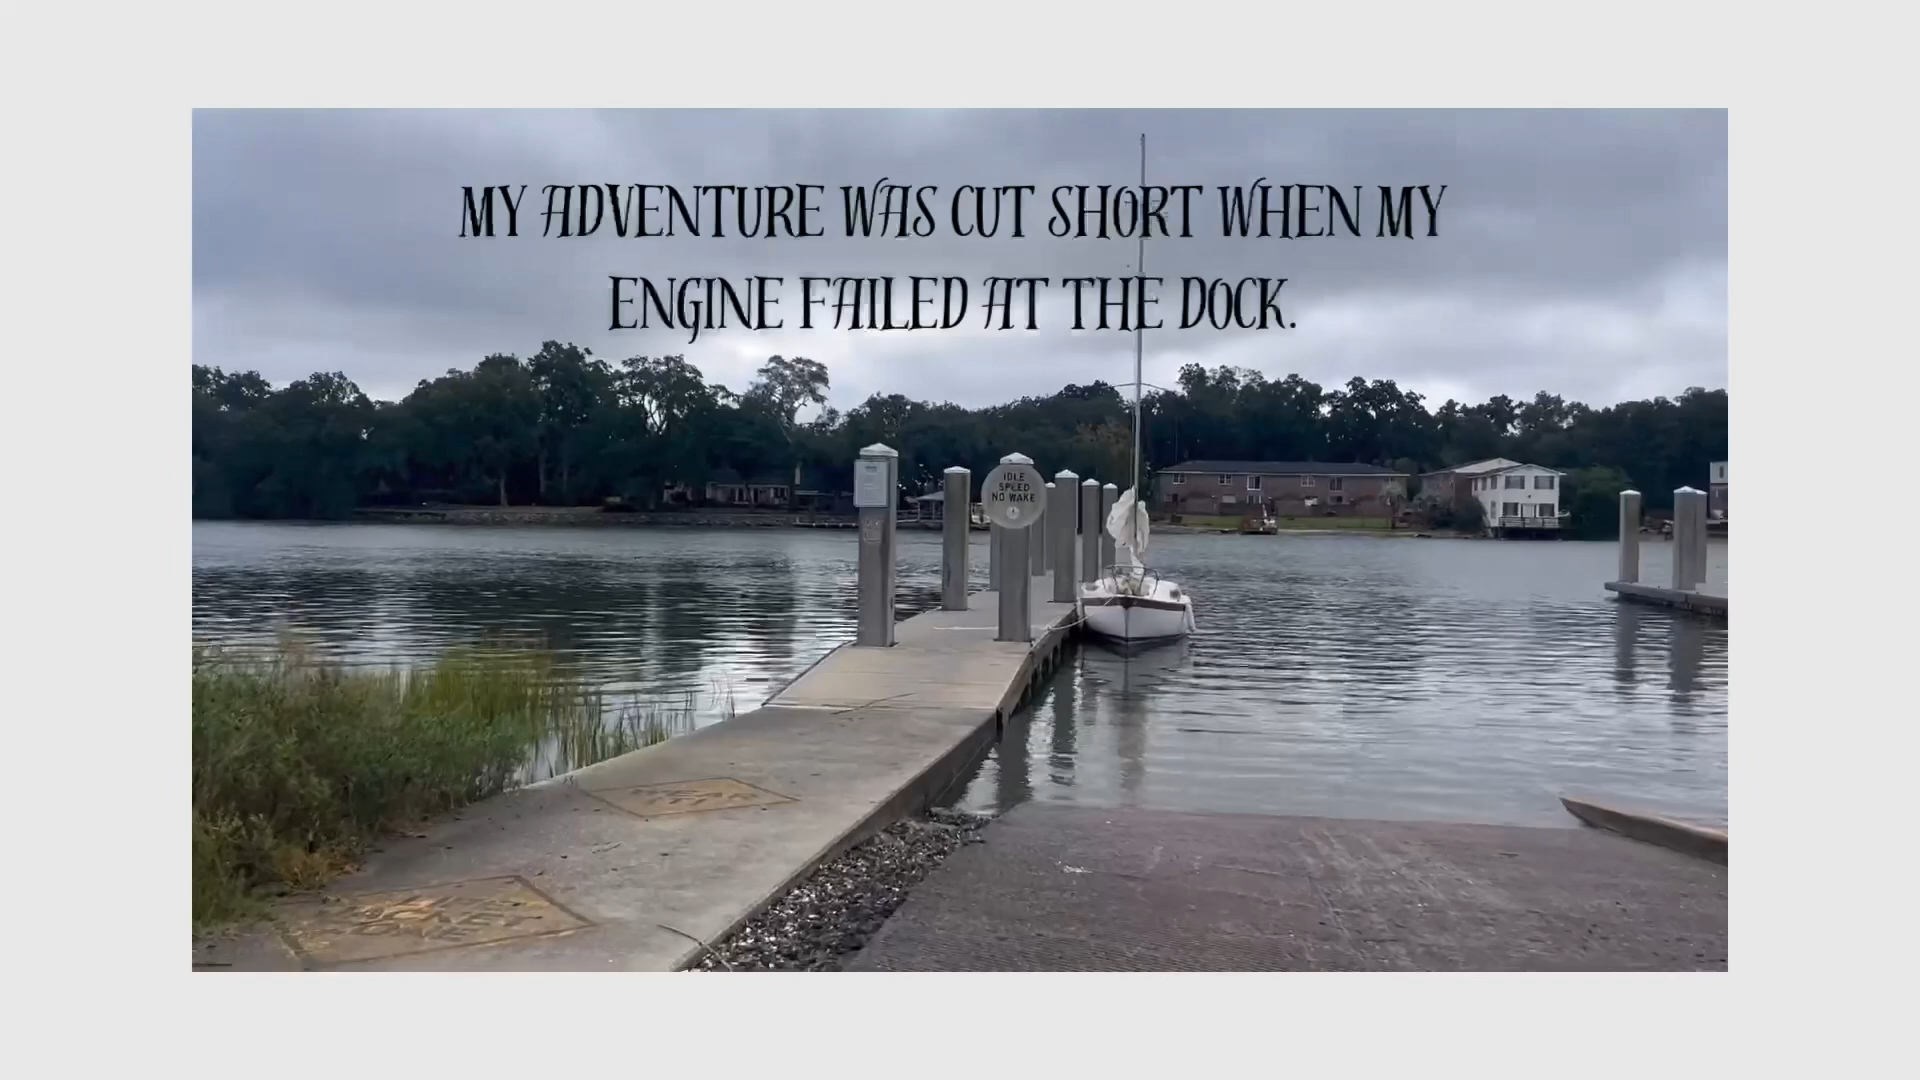 MY ADVENTURE WAS CUT SHORT WHEN MY
ENGINE FAILED AT THE DOCK.
IDLE
SPEED
NO WAKE